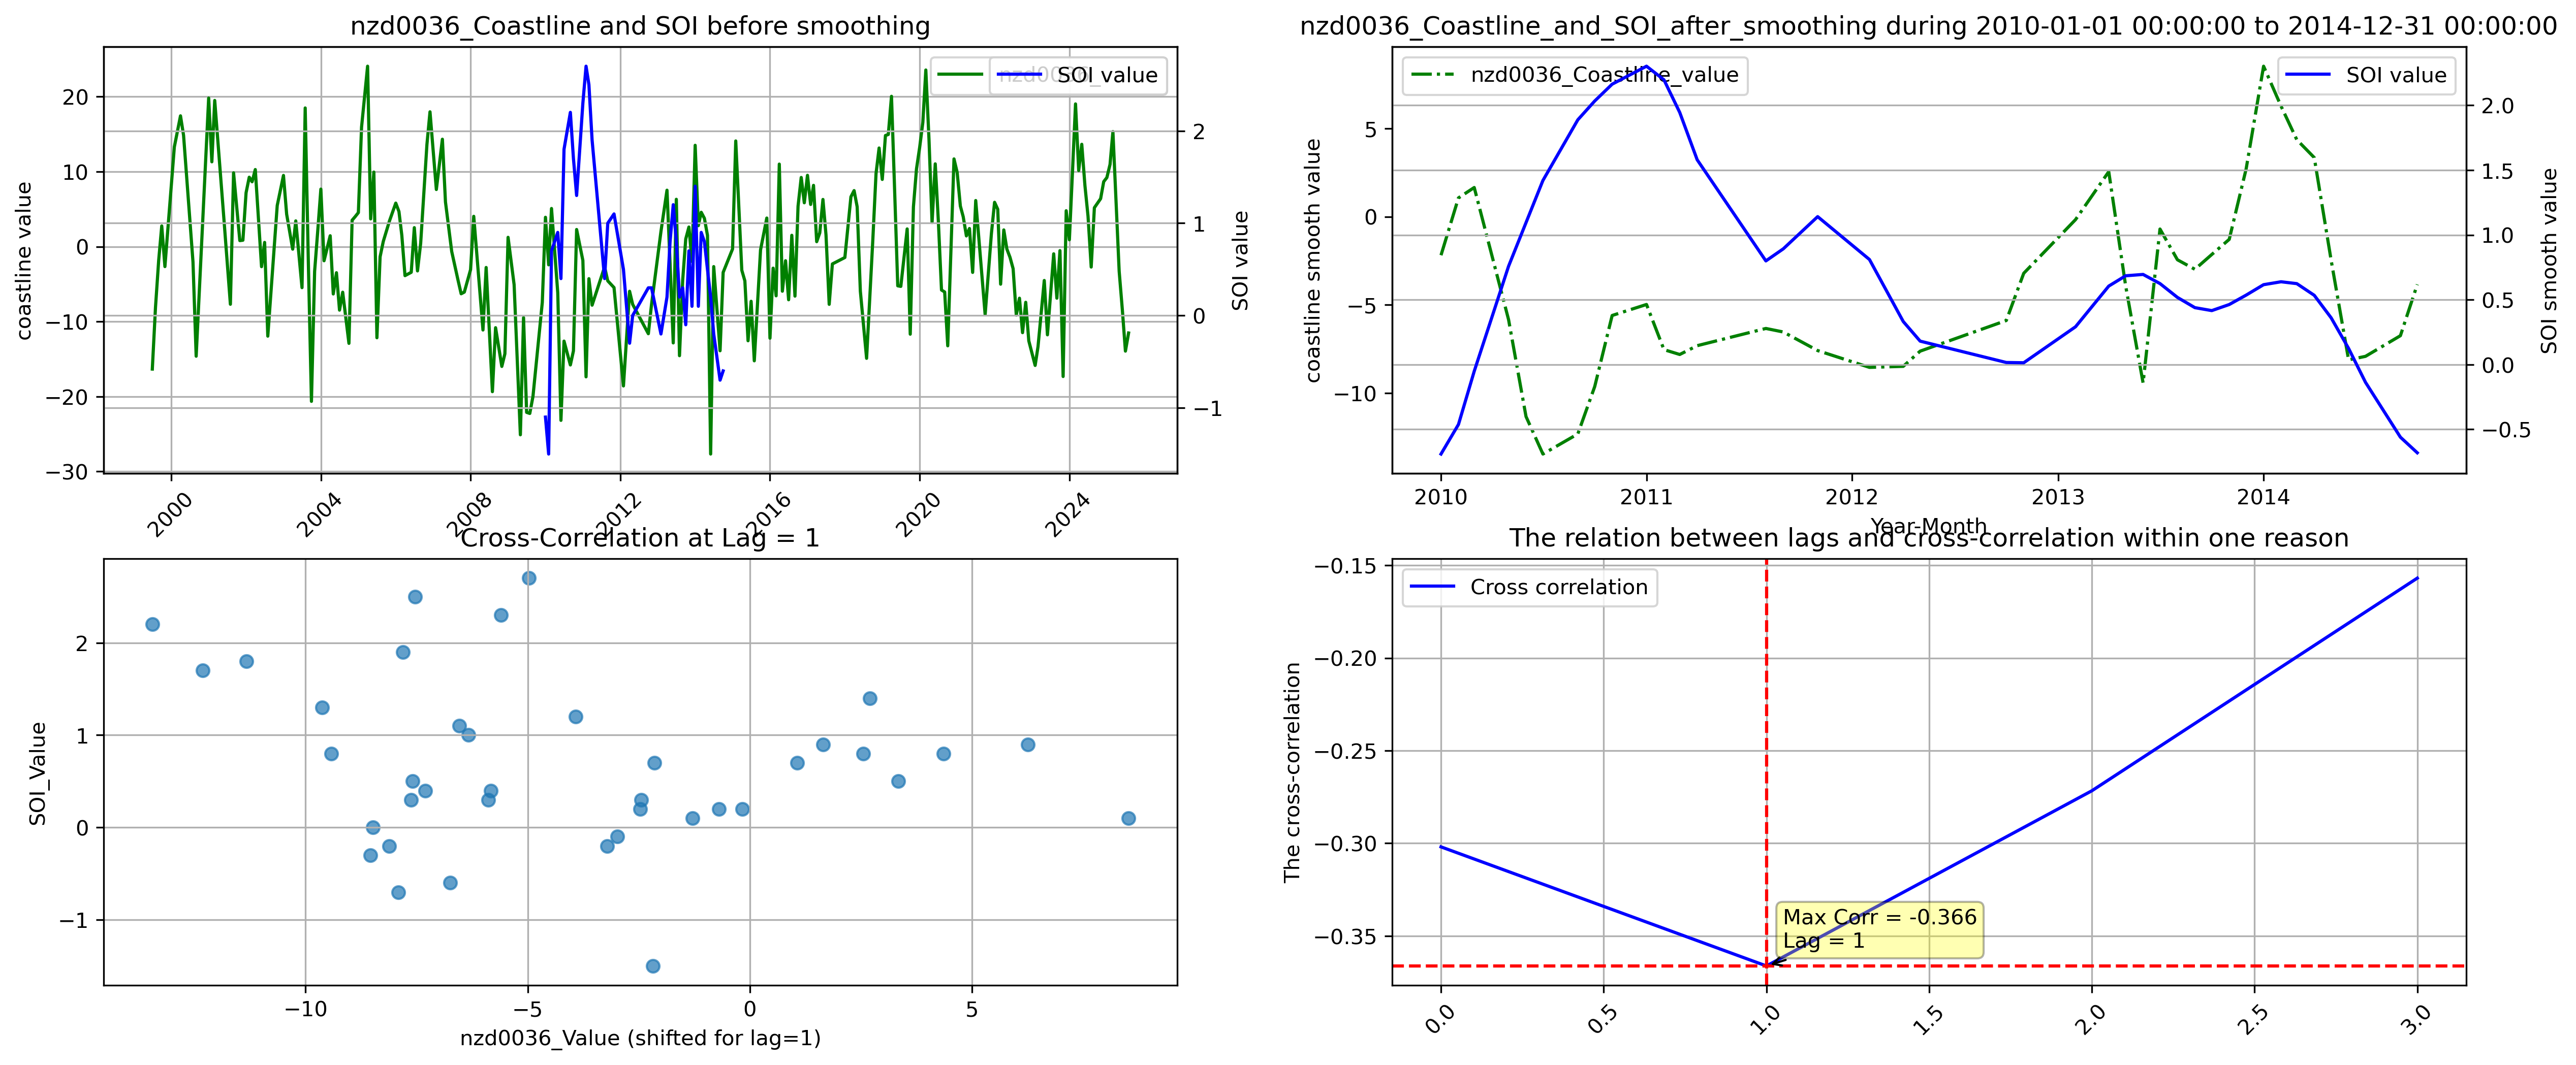 nzd0036_Coastline and SOI before smoothing
SOI value
coastline value
20
10
0
−10
−20
−30
2
1
0
−1
SOI value
2000
2004
2008
2012
2016
2020
2024
nzd0036_Coastline_and_SOI_after_smoothing during 2010-01-01 00:00:00 to 2014-12-31 00:00:00
nzd0036_Coastline_value
SOI value
coastline smooth value
5
0
−5
−10
2.0
1.5
1.0
0.5
0.0
−0.5
SOI smooth value
2010
2011
2012
2013
2014
Year-Month
Cross-Correlation at Lag = 1
SOI_Value
2
1
0
−1
−10
−5
0
5
nzd0036_Value (shifted for lag=1)
The relation between lags and cross-correlation within one reason
Cross correlation
The cross-correlation
−0.15
−0.20
−0.25
−0.30
−0.35
Max Corr = -0.366
Lag = 1
0.0
0.5
1.0
1.5
2.0
2.5
3.0